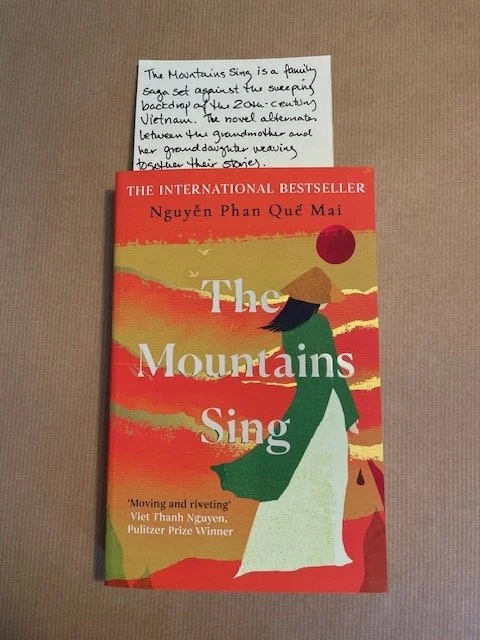 The Mountains Sing is a family
saga set against the sweeping
backdrop of the 20th-century
Vietnam. The novel alternates
between the grandmother and
her granddaughter weaving
together their stories.
THE INTERNATIONAL BESTSELLER
Nguyễn Phan Quế Mai
The
Mountains
Sing
‘Moving and riveting’
Viet Thanh Nguyen,
Pulitzer Prize Winner